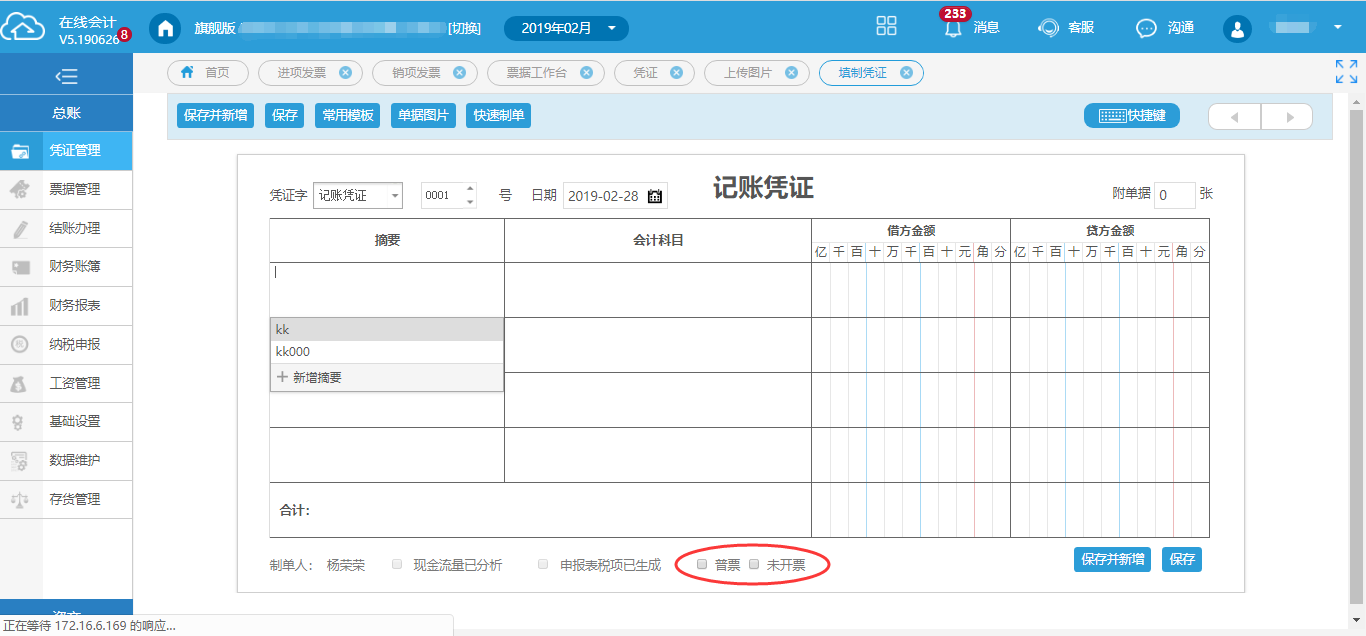 在线会计
V5.190626
8
旗舰版
[切换]
2019年02月
233
消息
客服
沟通
首页
进项发票
销项发票
票据工作台
凭证
上传图片
填制凭证
总账
凭证管理
票据管理
结账办理
财务账簿
财务报表
纳税申报
工资管理
基础设置
数据维护
存货管理
保存并新增
保存
常用模板
单据图片
快速制单
快捷键
记账凭证
凭证字 记账凭证 0001 号 日期 2019-02-28
附单据 0 张
摘要 会计科目 借方金额 贷方金额
亿千百十万千百十元角分 亿千百十万千百十元角分
kk
kk000
新增摘要
合计:
制单人: 杨荣荣 现金流量已分析 申报表税项已生成 普票 未开票
保存并新增 保存
正在等待 172.16.6.169 的响应...